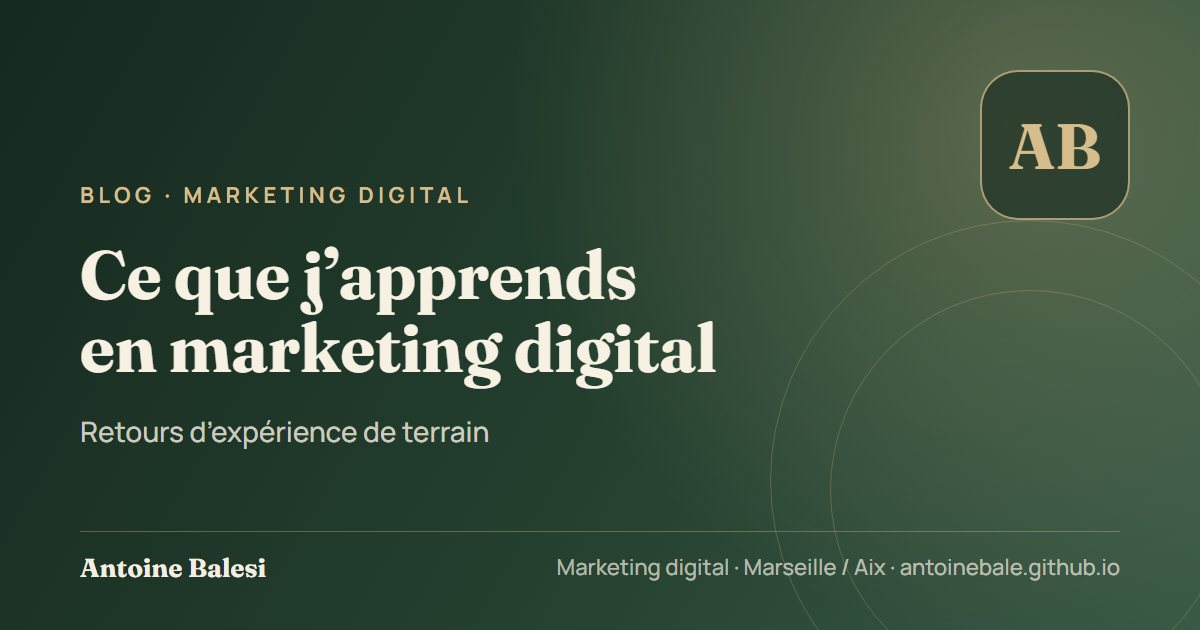 AB
BLOG · MARKETING DIGITAL
Ce que j’apprends
en marketing digital
Retours d’expérience de terrain
Antoine Balesi
Marketing digital · Marseille / Aix · antoinebale.github.io